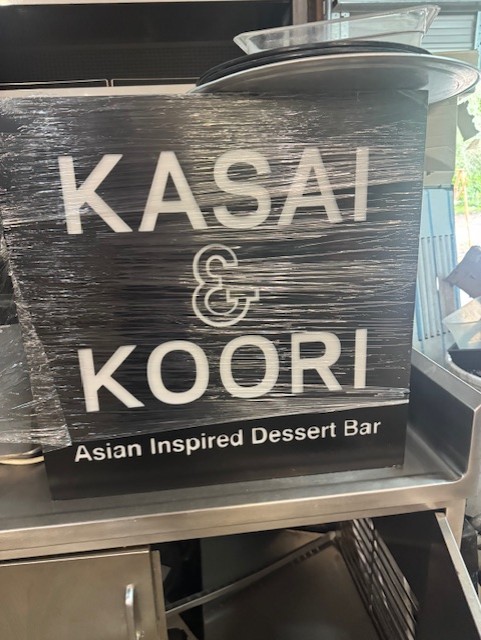 KASAI
&
KOORI
Asian Inspired Dessert Bar